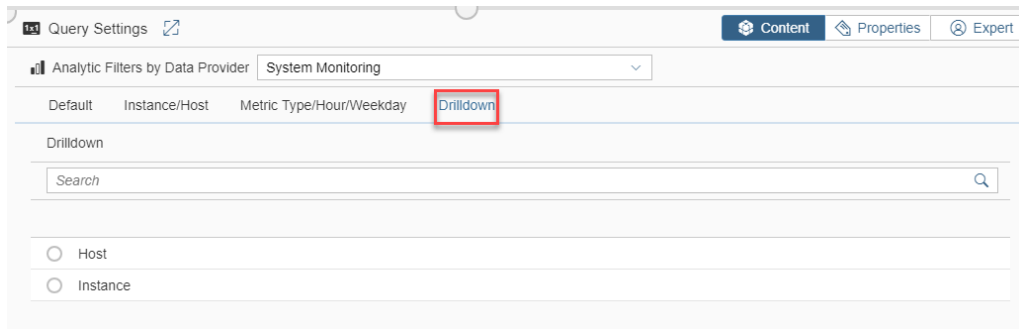 1x1 Query Settings Content Properties Expert
Analytic Filters by Data Provider System Monitoring
Default Instance/Host Metric Type/Hour/Weekday Drilldown
Drilldown
Search
Host
Instance